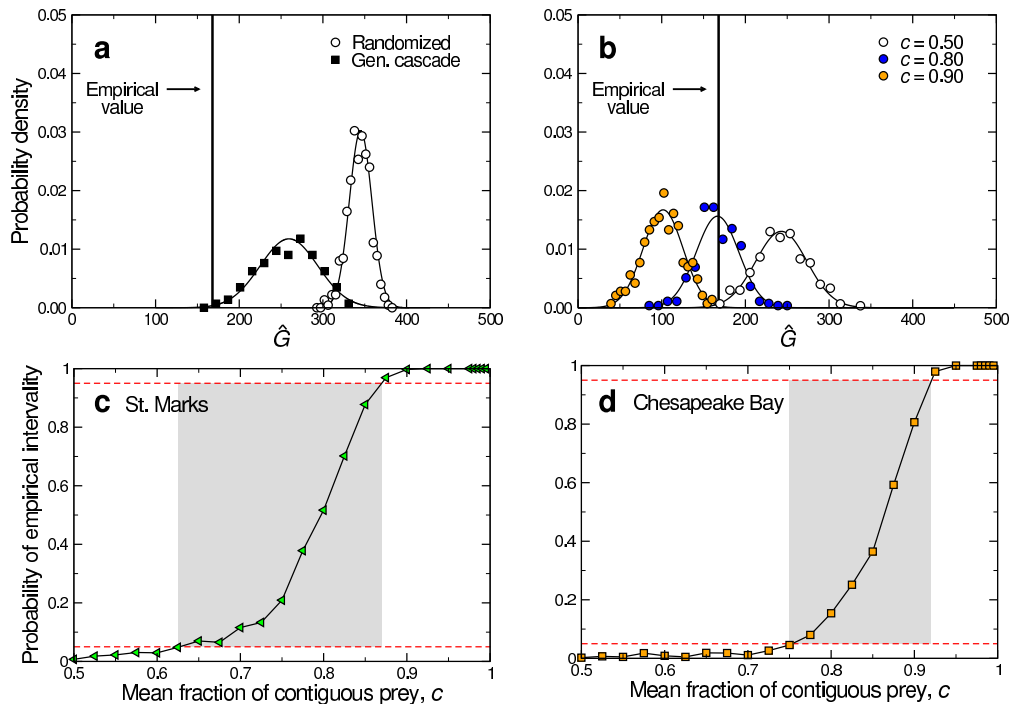 a
Randomized
Gen. cascade
Empirical
value
Probability density
0.05
0.04
0.03
0.02
0.01
0.00
0
100
200
300
400
500
Ĝ
b
c = 0.50
c = 0.80
c = 0.90
Empirical
value
0.05
0.04
0.03
0.02
0.01
0.00
0
100
200
300
400
500
Ĝ
c St. Marks
Probability of empirical intervality
1
0.8
0.6
0.4
0.2
0
0.5
0.6
0.7
0.8
0.9
1
Mean fraction of contiguous prey, c
d Chesapeake Bay
1
0.8
0.6
0.4
0.2
0
0.5
0.6
0.7
0.8
0.9
1
Mean fraction of contiguous prey, c